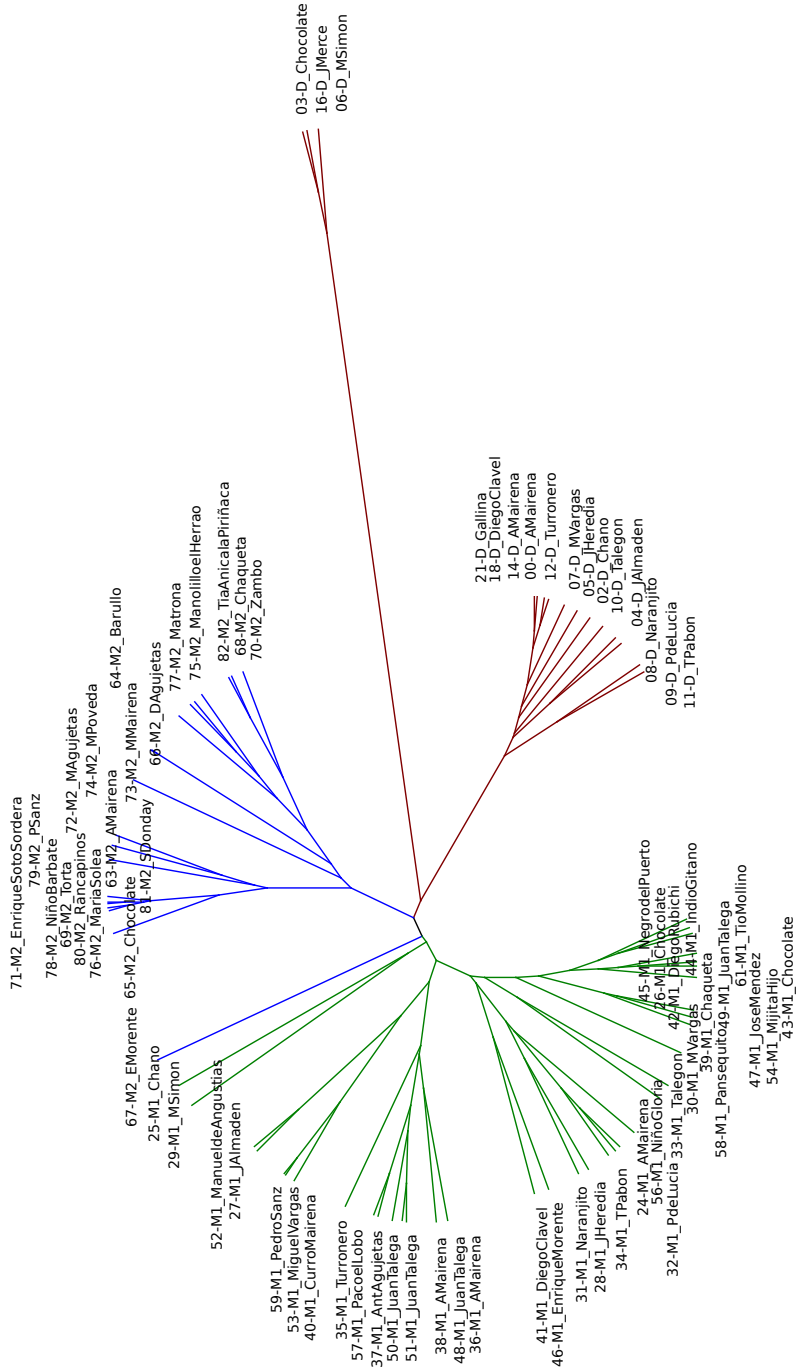 03-D_Chocolate
16-D_JMerce
06-D_MSimon
21-D_Gallina
18-D_DiegoClavel
14-D_AMairena
00-D_AMairena
12-D_Turronero
07-D_MVargas
05-D_JHeredia
02-D_Chano
10-D_Talegon
04-D_JAlmaden
08-D_Naranjito
09-D_PdeLucia
11-D_TPabon
71-M2_EnriqueSotoSordera
79-M2_PSanz
78-M2_NiñoBarbate
69-M2_Torta
80-M2_Rancapinos
76-M2_MariaSolea
72-M2_MAgujetas
74-M2_MPoveda
63-M2_AMairena
64-M2_Barullo
65-M2_Chocolate
81-M2_SDonday
73-M2_MMairena
66-M2_DAgujetas
77-M2_Matrona
75-M2_ManolilloelHerrao
82-M2_TiaAnicalaPiriñaca
68-M2_Chaqueta
70-M2_Zambo
67-M2_EMorente
25-M1_Chano
29-M1_MSimon
52-M1_ManueldeAngustias
27-M1_JAlmaden
59-M1_PedroSanz
53-M1_MiguelVargas
40-M1_CurroMairena
35-M1_Turronero
57-M1_PacoelLobo
37-M1_AntAgujetas
50-M1_JuanTalega
51-M1_JuanTalega
38-M1_AMairena
48-M1_JuanTalega
36-M1_AMairena
41-M1_DiegoClavel
46-M1_EnriqueMorente
31-M1_Naranjito
28-M1_JHeredia
34-M1_TPabon
24-M1_AMairena
56-M1_NiñoGloria
32-M1_PdeLucia
33-M1_Talegon
30-M1_MVargas
39-M1_Chaqueta
58-M1_Pansequito
49-M1_JuanTalega
45-M1_NegrodelPuerto
26-M1_Chocolate
42-M1_DiegoRubichi
44-M1_IndioGitano
61-M1_TioMollino
47-M1_JoseMendez
54-M1_MijitaHijo
43-M1_Chocolate